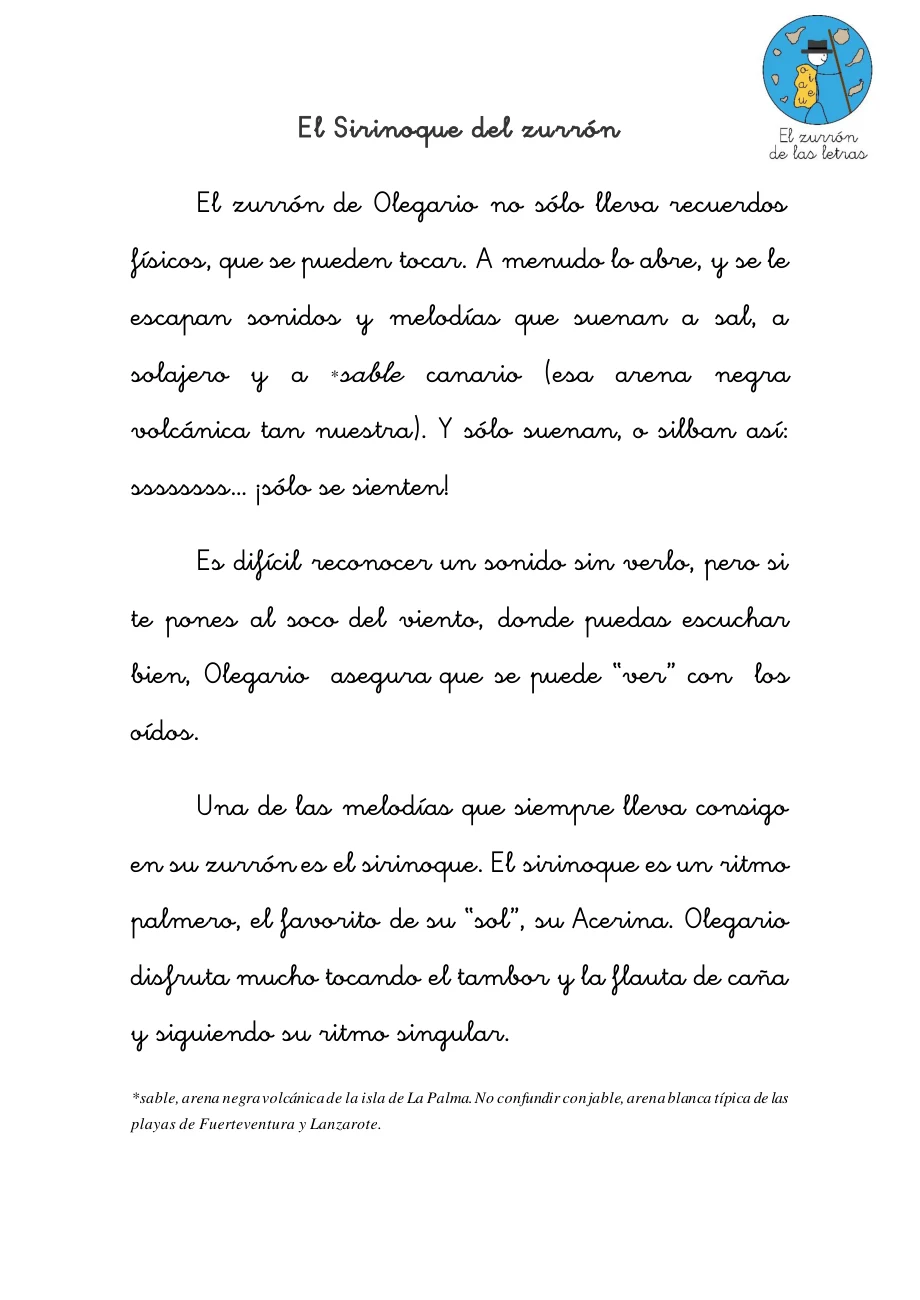 El zurrón
de las letras
El Sirinoque del zurrón
El zurrón de Olegario no sólo lleva recuerdos
físicos, que se pueden tocar. A menudo lo abre, y se le
escapan sonidos y melodías que suenan a sal, a
solajero y a *sable canario (esa arena negra
volcánica tan nuestra). Y sólo suenan, o silban así:
ssssssss... ¡sólo se sienten!
Es difícil reconocer un sonido sin verlo, pero si
te pones al soco del viento, donde puedas escuchar
bien, Olegario asegura que se puede “ver” con los
oídos.
Una de las melodías que siempre lleva consigo
en su zurrón es el sirinoque. El sirinoque es un ritmo
palmero, el favorito de su “sol”, su Acerina. Olegario
disfruta mucho tocando el tambor y la flauta de caña
y siguiendo su ritmo singular.
*sable, arena negra volcánica de la isla de La Palma. No confundir con jable, arena blanca típica de las
playas de Fuerteventura y Lanzarote.